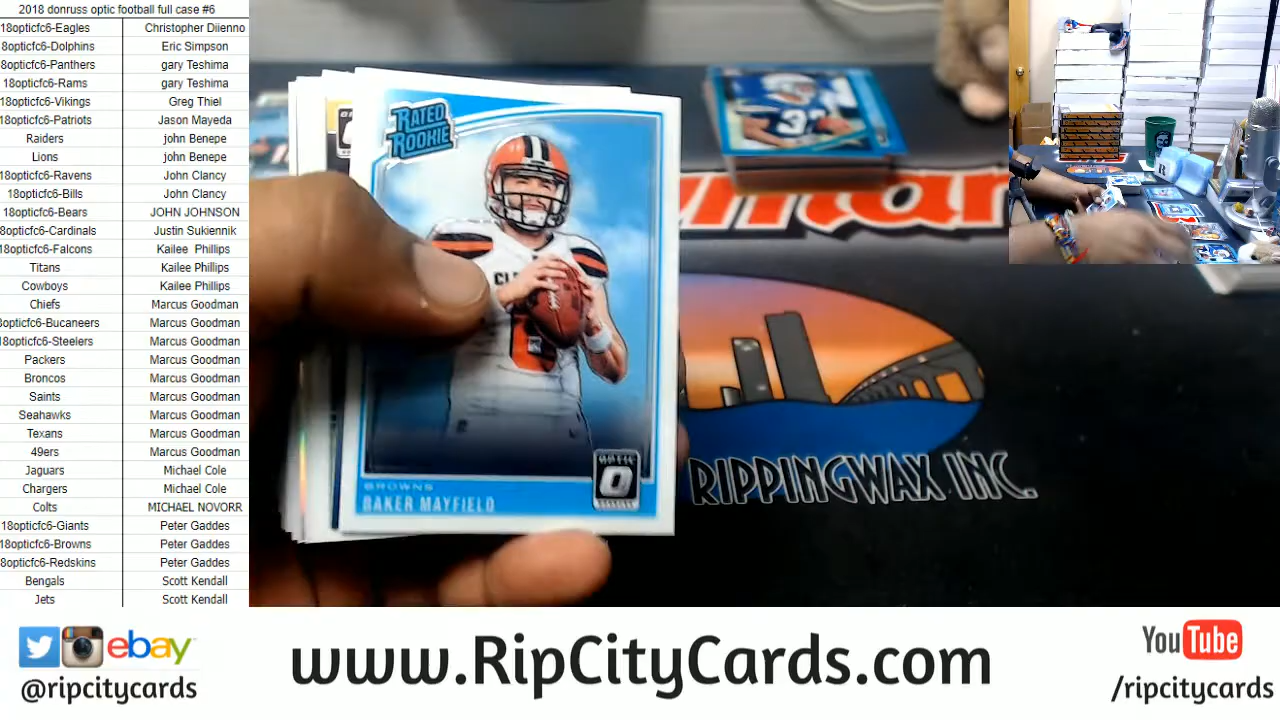 2018 donruss optic football full case #6
18opticfc6-Eagles Christopher Diienno
8opticfc6-Dolphins Eric Simpson
8opticfc6-Panthers gary Teshima
18opticfc6-Rams gary Teshima
18opticfc6-Vikings Greg Thiel
18opticfc6-Patriots Jason Mayeda
Raiders john Benepe
Lions john Benepe
18opticfc6-Ravens John Clancy
18opticfc6-Bills John Clancy
18opticfc6-Bears JOHN JOHNSON
8opticfc6-Cardinals Justin Sukiennik
18opticfc6-Falcons Kailee Phillips
Titans Kailee Phillips
Cowboys Kailee Phillips
Chiefs Marcus Goodman
8opticfc6-Bucaneers Marcus Goodman
18opticfc6-Steelers Marcus Goodman
Packers Marcus Goodman
Broncos Marcus Goodman
Saints Marcus Goodman
Seahawks Marcus Goodman
Texans Marcus Goodman
49ers Marcus Goodman
Jaguars Michael Cole
Chargers Michael Cole
Colts MICHAEL NOVORR
18opticfc6-Giants Peter Gaddes
18opticfc6-Browns Peter Gaddes
8opticfc6-Redskins Peter Gaddes
Bengals Scott Kendall
Jets Scott Kendall
RATED ROOKIE
OPTIC
BROWNS
BAKER MAYFIELD
RIPPINGWAX INC.
ebay
@ripcitycards
www.RipCityCards.com
YouTube
/ripcitycards